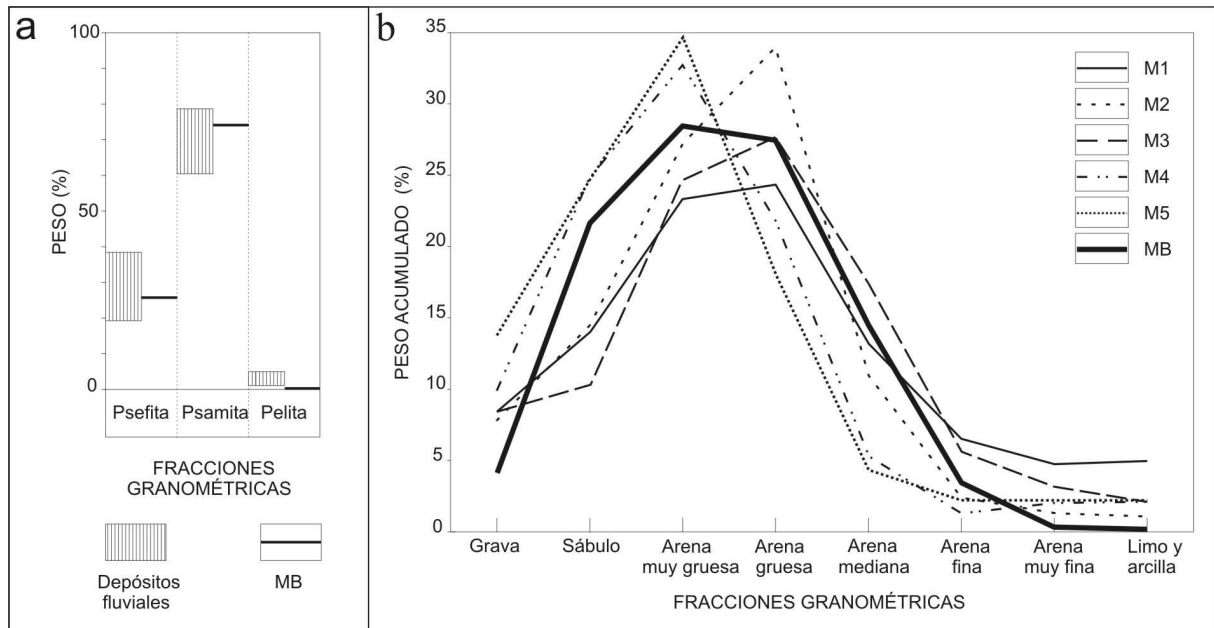 a
100
50
0
PESO (%)
Psefita Psamita Pelita
FRACCIONES
GRANOMÉTRICAS
Depósitos
fluviales
MB
b
35
30
25
20
15
10
5
0
PESO ACUMULADO (%)
Grava
Sábulo
Arena
muy gruesa
Arena
gruesa
Arena
mediana
Arena
fina
Arena
muy fina
Limo y
arcilla
FRACCIONES GRANOMÉTRICAS
M1
M2
M3
M4
M5
MB